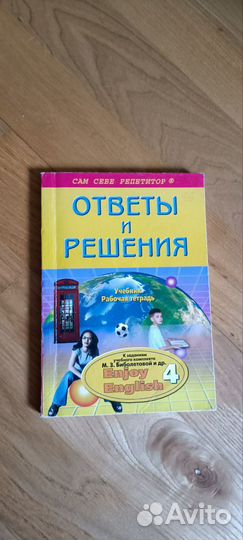 САМ СЕБЕ РЕПЕТИТОР ®
ОТВЕТЫ
И
РЕШЕНИЯ
Учебник
Рабочая тетрадь
К заданиям
учебного комплекта
М. З. Биболетовой и др.
Enjoy
English 4
Avito